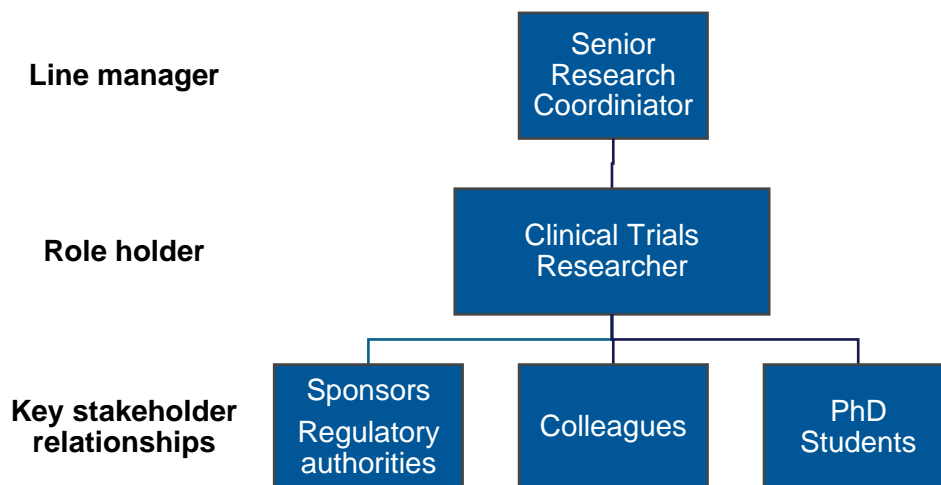 Line manager
Senior
Research
Coordiniator
Role holder
Clinical Trials
Researcher
Key stakeholder
relationships
Sponsors
Regulatory
authorities
Colleagues
PhD
Students